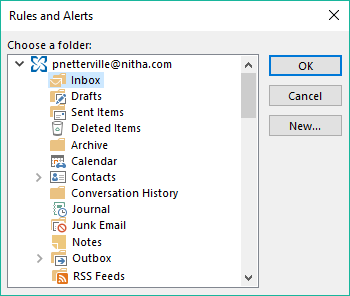 Rules and Alerts
Choose a folder:
pnetterville@nitha.com
Inbox
Drafts
Sent Items
Deleted Items
Archive
Calendar
Contacts
Conversation History
Journal
Junk Email
Notes
Outbox
RSS Feeds
OK
Cancel
New...